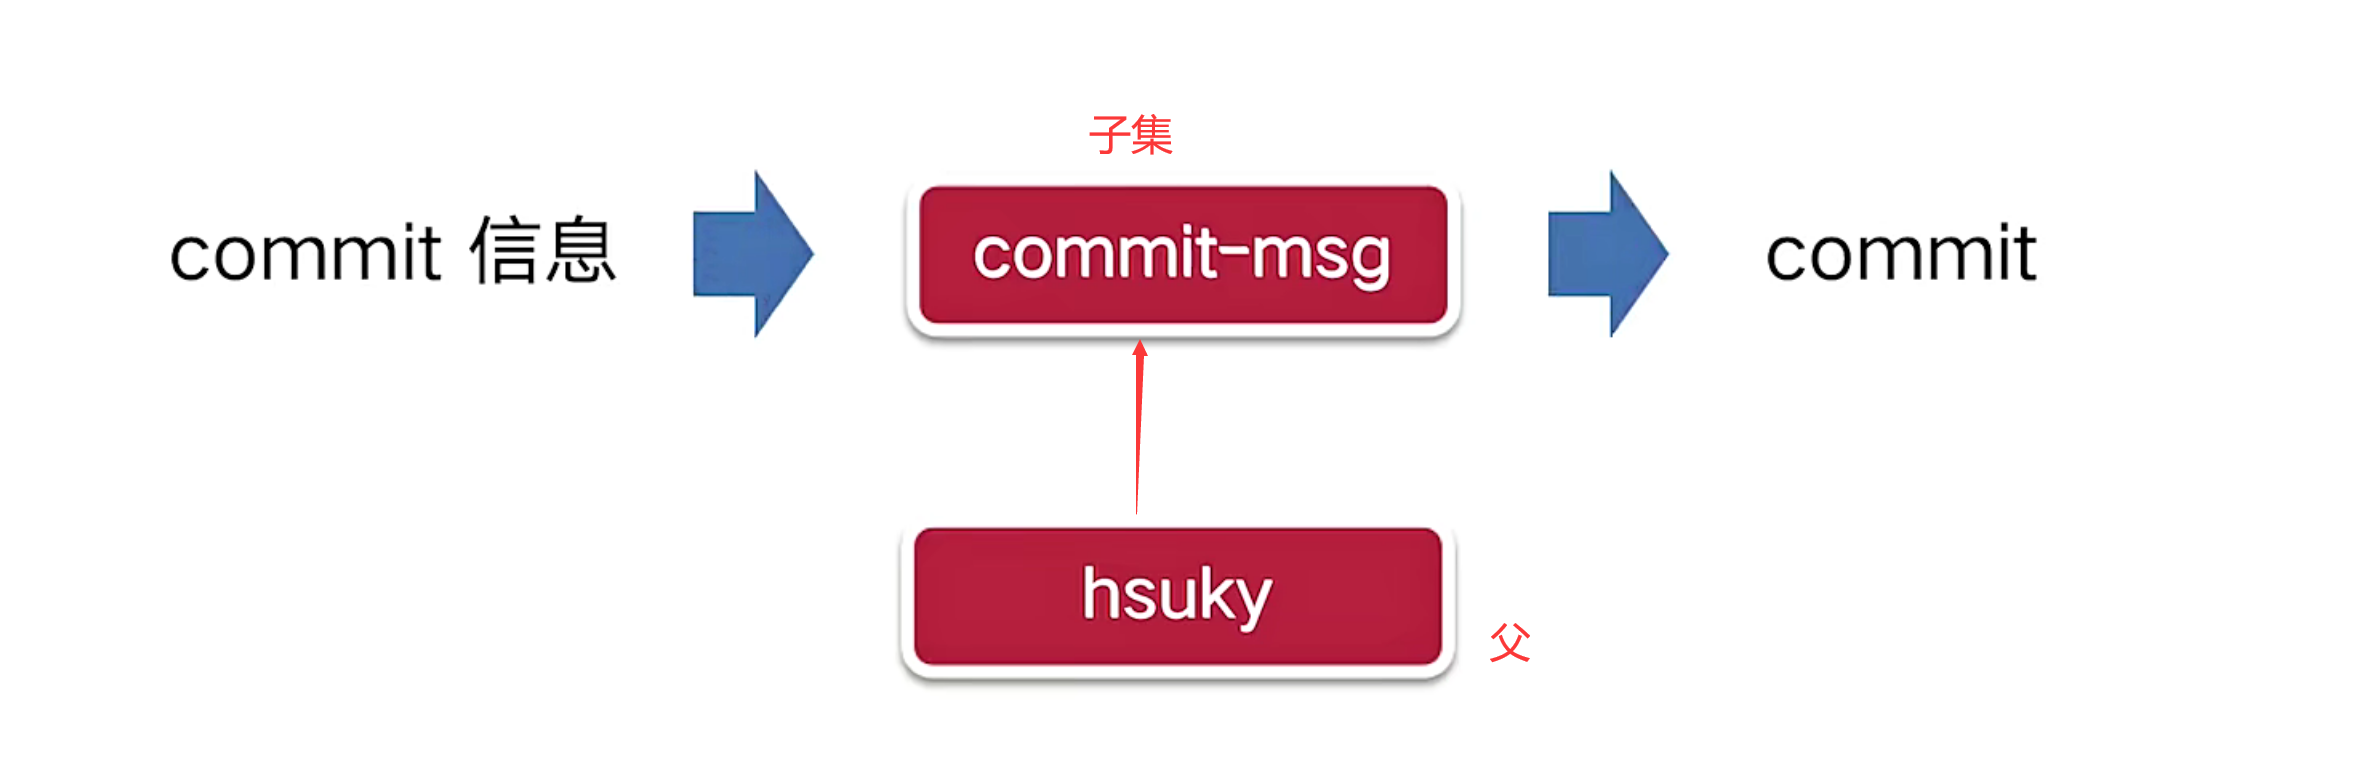 子集
commit 信息
commit-msg
commit
hsuky
父